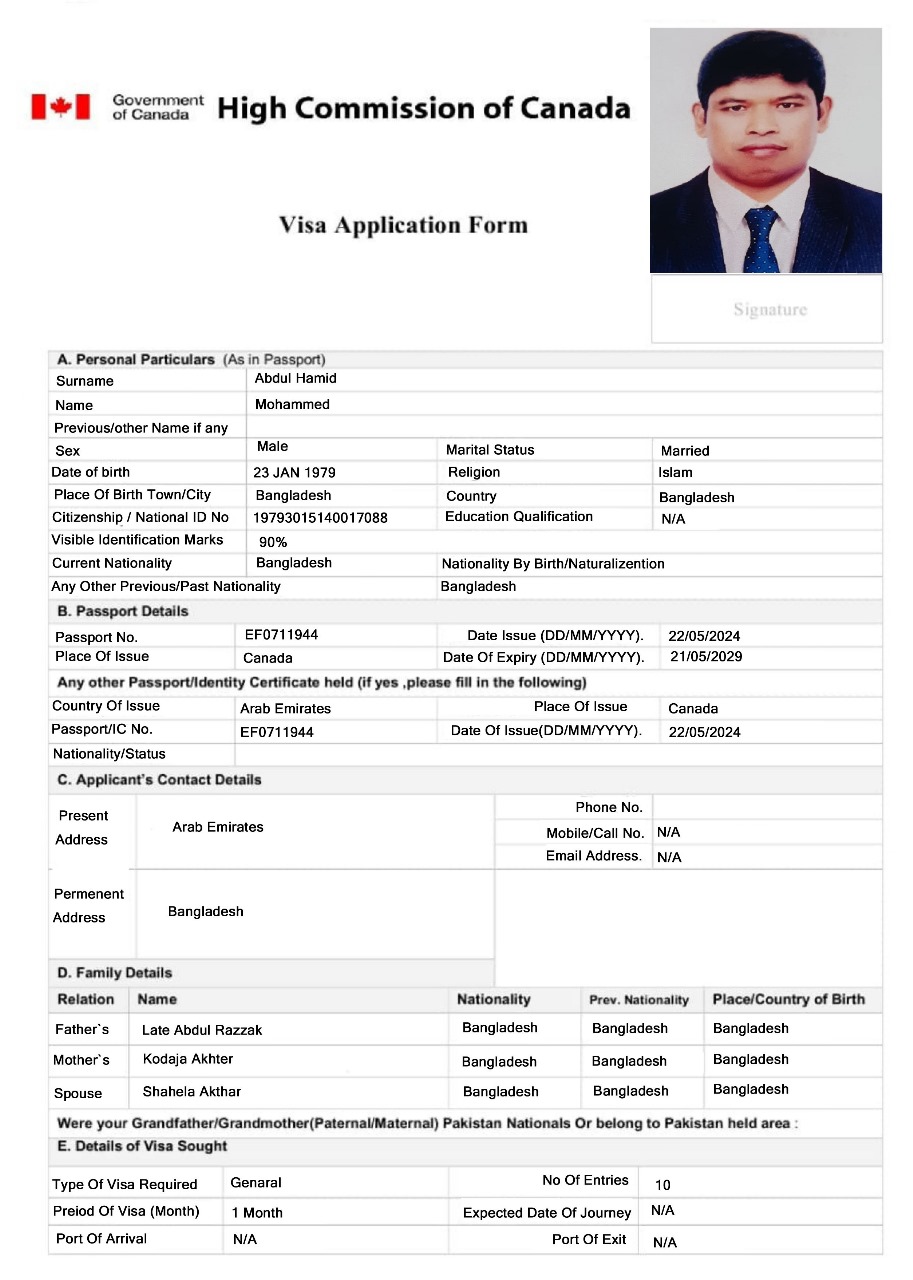 Government
of Canada
High Commission of Canada
Visa Application Form
Signature
A. Personal Particulars (As in Passport)
Surname Abdul Hamid
Name Mohammed
Previous/other Name if any
Sex Male Marital Status Married
Date of birth 23 JAN 1979 Religion Islam
Place Of Birth Town/City Bangladesh Country Bangladesh
Citizenship / National ID No 19793015140017088 Education Qualification N/A
Visible Identification Marks 90%
Current Nationality Bangladesh Nationality By Birth/Naturalizention
Any Other Previous/Past Nationality Bangladesh
B. Passport Details
Passport No. EF0711944 Date Issue (DD/MM/YYYY). 22/05/2024
Place Of Issue Canada Date Of Expiry (DD/MM/YYYY). 21/05/2029
Any other Passport/Identity Certificate held (if yes ,please fill in the following)
Country Of Issue Arab Emirates Place Of Issue Canada
Passport/IC No. EF0711944 Date Of Issue(DD/MM/YYYY). 22/05/2024
Nationality/Status
C. Applicant's Contact Details
Present
Address
Arab Emirates
Phone No.
Mobile/Call No. N/A
Email Address. N/A
Permenent
Address
Bangladesh
D. Family Details
Relation Name Nationality Prev. Nationality Place/Country of Birth
Father`s Late Abdul Razzak Bangladesh Bangladesh Bangladesh
Mother`s Kodaja Akhter Bangladesh Bangladesh Bangladesh
Spouse Shahela Akthar Bangladesh Bangladesh Bangladesh
Were your Grandfather/Grandmother(Paternal/Maternal) Pakistan Nationals Or belong to Pakistan held area :
E. Details of Visa Sought
Type Of Visa Required Genaral No Of Entries 10
Preiod Of Visa (Month) 1 Month Expected Date Of Journey N/A
Port Of Arrival N/A Port Of Exit N/A